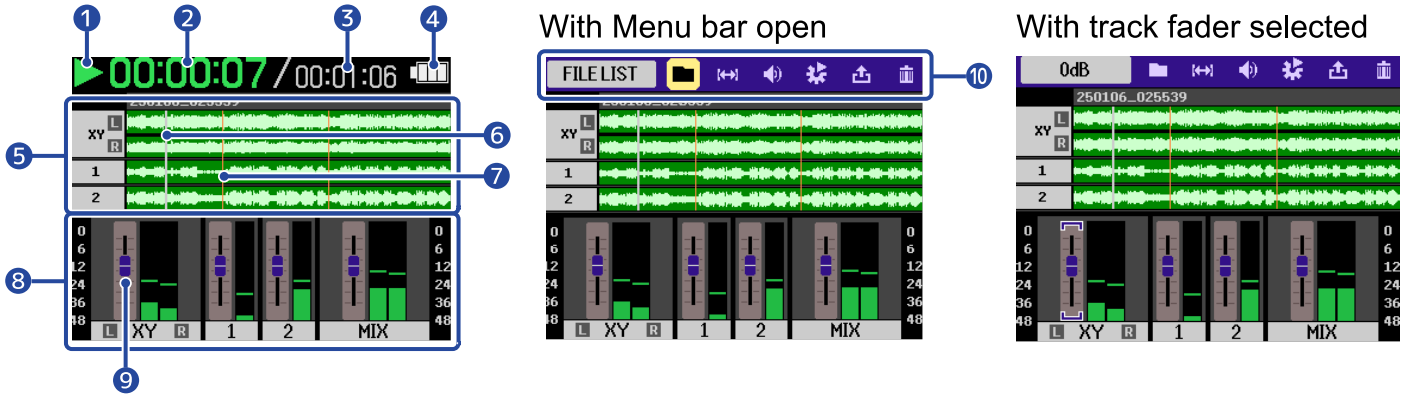 1 2 3 4
00:00:07/00:01:06
250106_025539
5 XY L R 6
1 7
2
8
0 0
6 6
12 12
24 24
36 36
48 48
L XY R 1 2 MIX
9
With Menu bar open
FILE LIST 10
250106_025539
XY L R
1
2
0 0
6 6
12 12
24 24
36 36
48 48
L XY R 1 2 MIX
With track fader selected
0dB
250106_025539
XY L R
1
2
0 0
6 6
12 12
24 24
36 36
48 48
L XY R 1 2 MIX